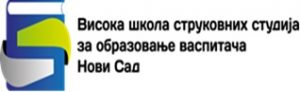 Висока школа струковних студија
за образовање васпитача
Нови Сад